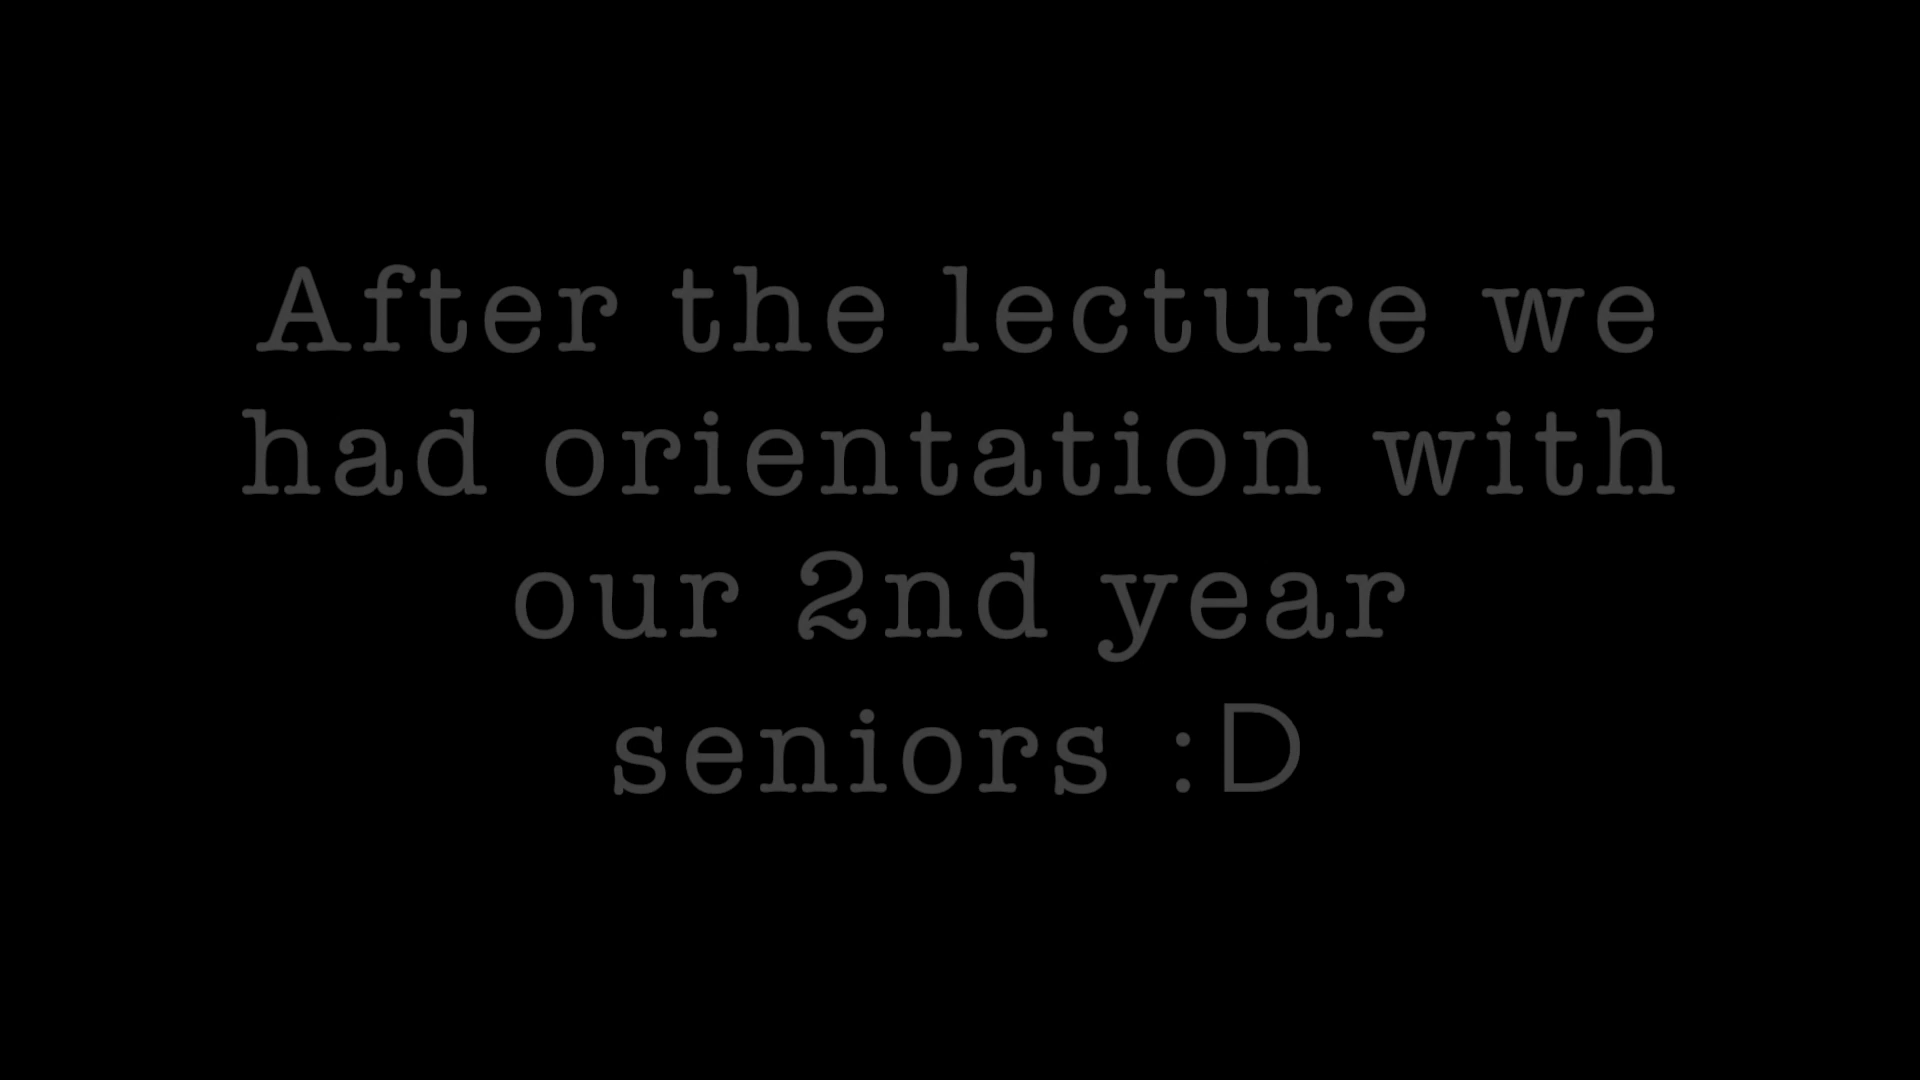 After the lecture we
had orientation with
our 2nd year
seniors :D